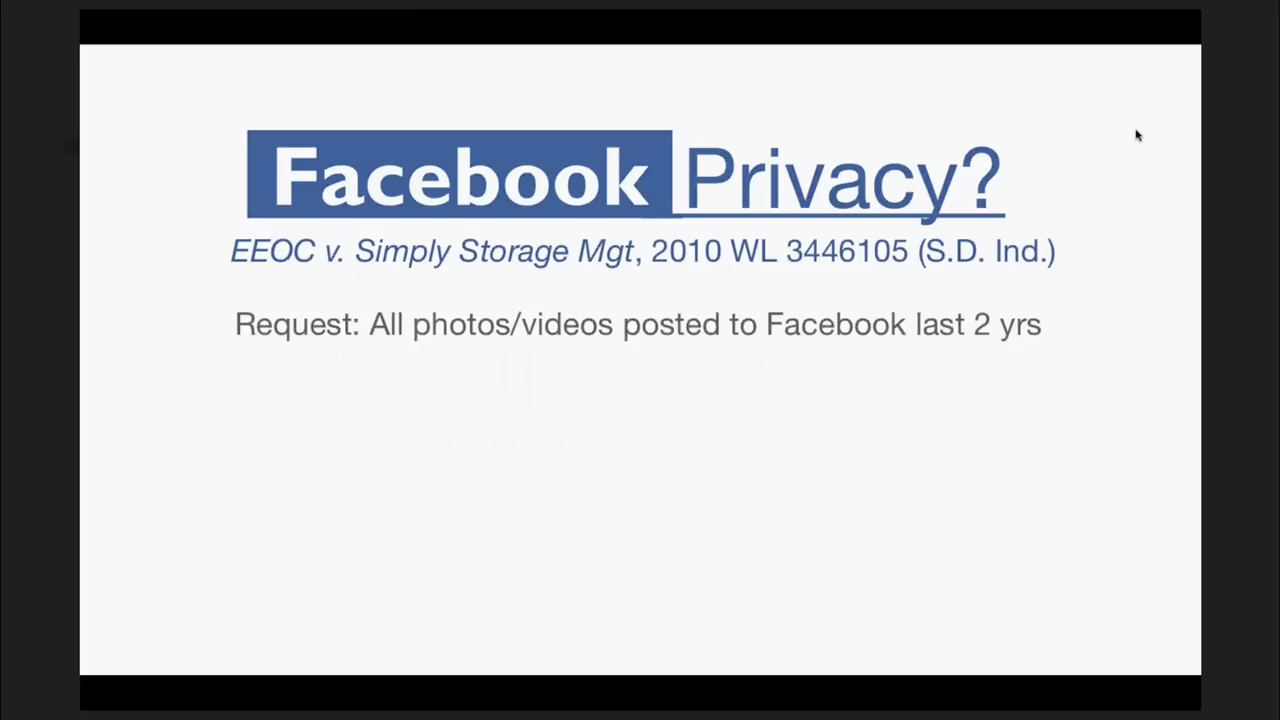 Facebook Privacy?
EEOC v. Simply Storage Mgt, 2010 WL 3446105 (S.D. Ind.)
Request: All photos/videos posted to Facebook last 2 yrs